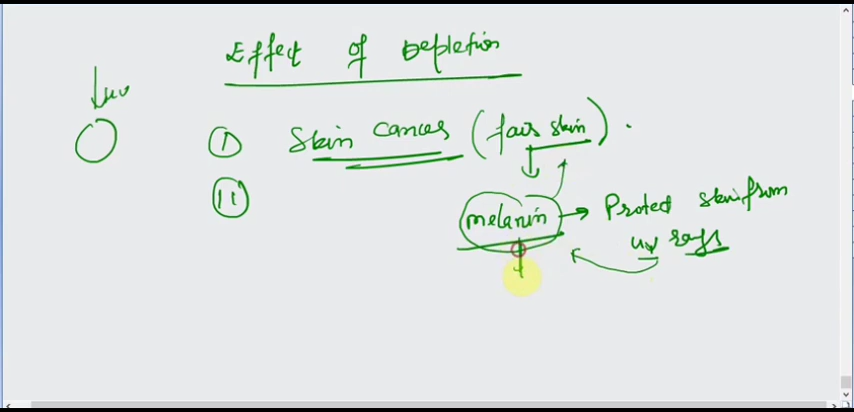 Effect of Depletion
uv
I Skin cancer (fair skin).
II
melanin → Protect skin from
uv rays